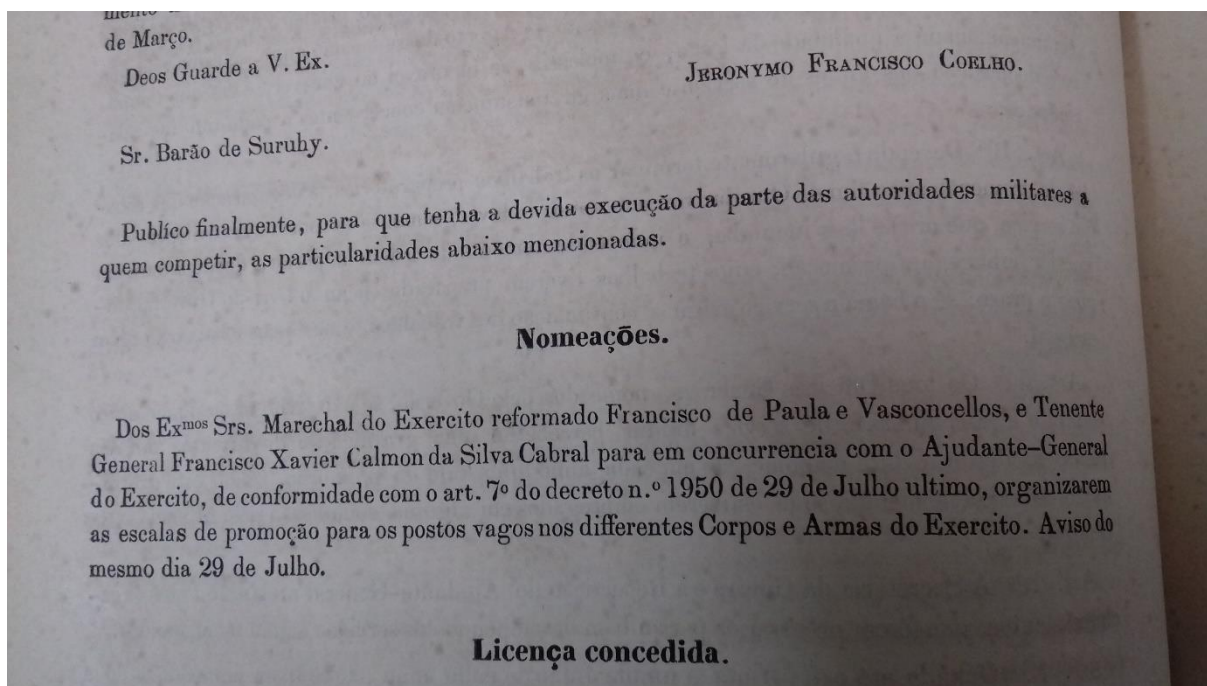 de Março.
Deos Guarde a V. Ex.
JERONYMO FRANCISCO COELHO.
Sr. Barão de Suruhy.
Publíco finalmente, para que tenha a devida execução da parte das autoridades militares a
quem competir, as particularidades abaixo mencionadas.
Nomeações.
Dos Exmos Srs. Marechal do Exercito reformado Francisco de Paula e Vasconcellos, e Tenente
General Francisco Xavier Calmon da Silva Cabral para em concurrencia com o Ajudante-General
do Exercito, de conformidade com o art. 7º do decreto n.º 1950 de 29 de Julho ultimo, organizarem
as escalas de promoção para os postos vagos nos differentes Corpos e Armas do Exercito. Aviso do
mesmo dia 29 de Julho.
Licença concedida.